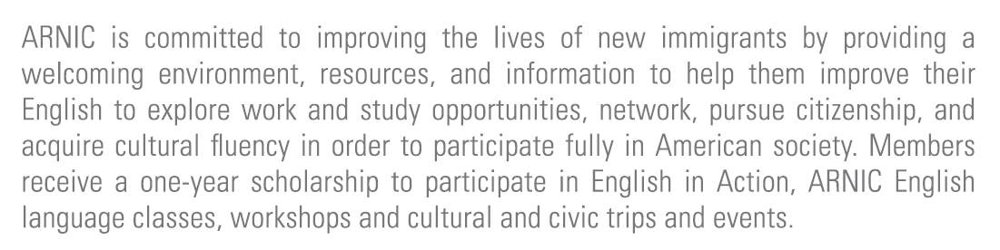 ARNIC is committed to improving the lives of new immigrants by providing a
welcoming environment, resources, and information to help them improve their
English to explore work and study opportunities, network, pursue citizenship, and
acquire cultural fluency in order to participate fully in American society. Members
receive a one-year scholarship to participate in English in Action, ARNIC English
language classes, workshops and cultural and civic trips and events.